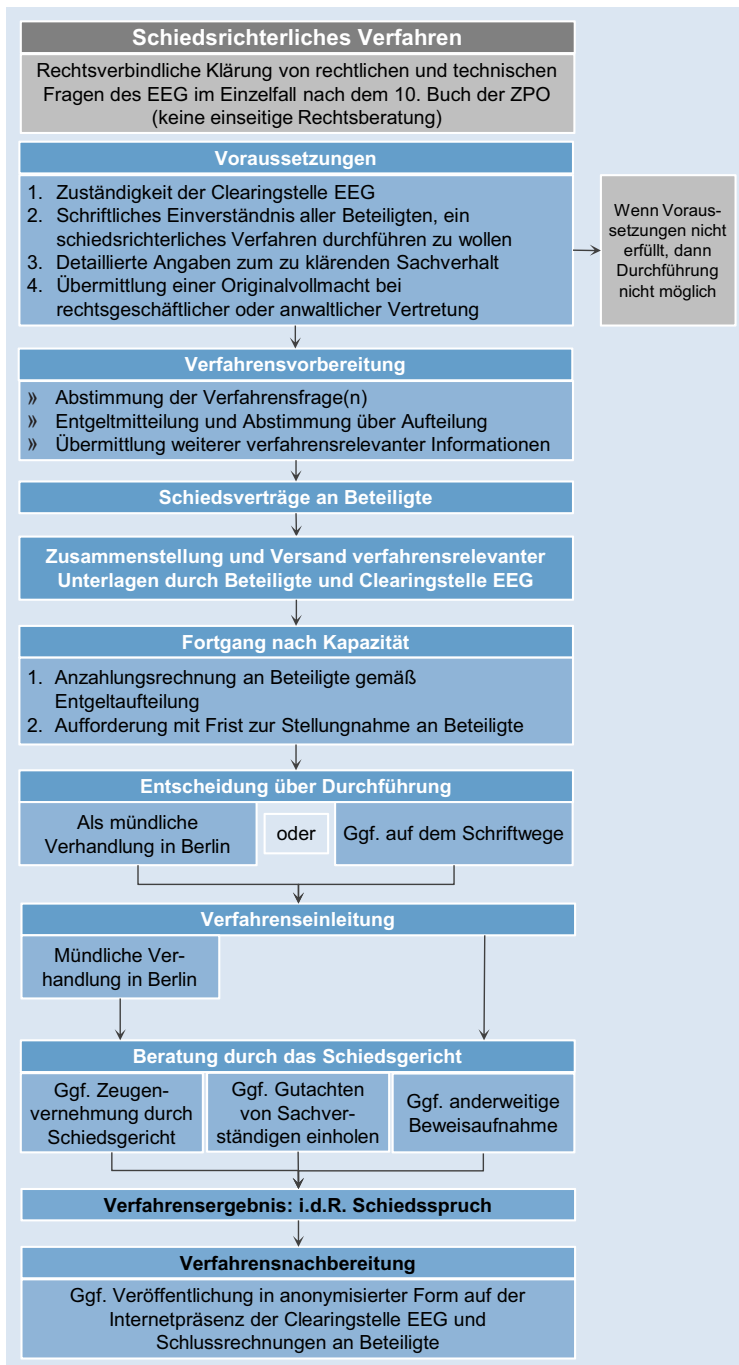 Schiedsrichterliches Verfahren
Rechtsverbindliche Klärung von rechtlichen und technischen
Fragen des EEG im Einzelfall nach dem 10. Buch der ZPO
(keine einseitige Rechtsberatung)
Voraussetzungen
1. Zuständigkeit der Clearingstelle EEG
2. Schriftliches Einverständnis aller Beteiligten, ein
schiedsrichterliches Verfahren durchführen zu wollen
3. Detaillierte Angaben zum zu klärenden Sachverhalt
4. Übermittlung einer Originalvollmacht bei
rechtsgeschäftlicher oder anwaltlicher Vertretung
Wenn Voraus-
setzungen nicht
erfüllt, dann
Durchführung
nicht möglich
Verfahrensvorbereitung
» Abstimmung der Verfahrensfrage(n)
» Entgeltmitteilung und Abstimmung über Aufteilung
» Übermittlung weiterer verfahrensrelevanter Informationen
Schiedsverträge an Beteiligte
Zusammenstellung und Versand verfahrensrelevanter
Unterlagen durch Beteiligte und Clearingstelle EEG
Fortgang nach Kapazität
1. Anzahlungsrechnung an Beteiligte gemäß
Entgeltaufteilung
2. Aufforderung mit Frist zur Stellungnahme an Beteiligte
Entscheidung über Durchführung
Als mündliche
Verhandlung in Berlin
oder
Ggf. auf dem Schriftwege
Verfahrenseinleitung
Mündliche Ver-
handlung in Berlin
Beratung durch das Schiedsgericht
Ggf. Zeugen-
vernehmung durch
Schiedsgericht
Ggf. Gutachten
von Sachver-
ständigen einholen
Ggf. anderweitige
Beweisaufnahme
Verfahrensergebnis: i.d.R. Schiedsspruch
Verfahrensnachbereitung
Ggf. Veröffentlichung in anonymisierter Form auf der
Internetpräsenz der Clearingstelle EEG und
Schlussrechnungen an Beteiligte